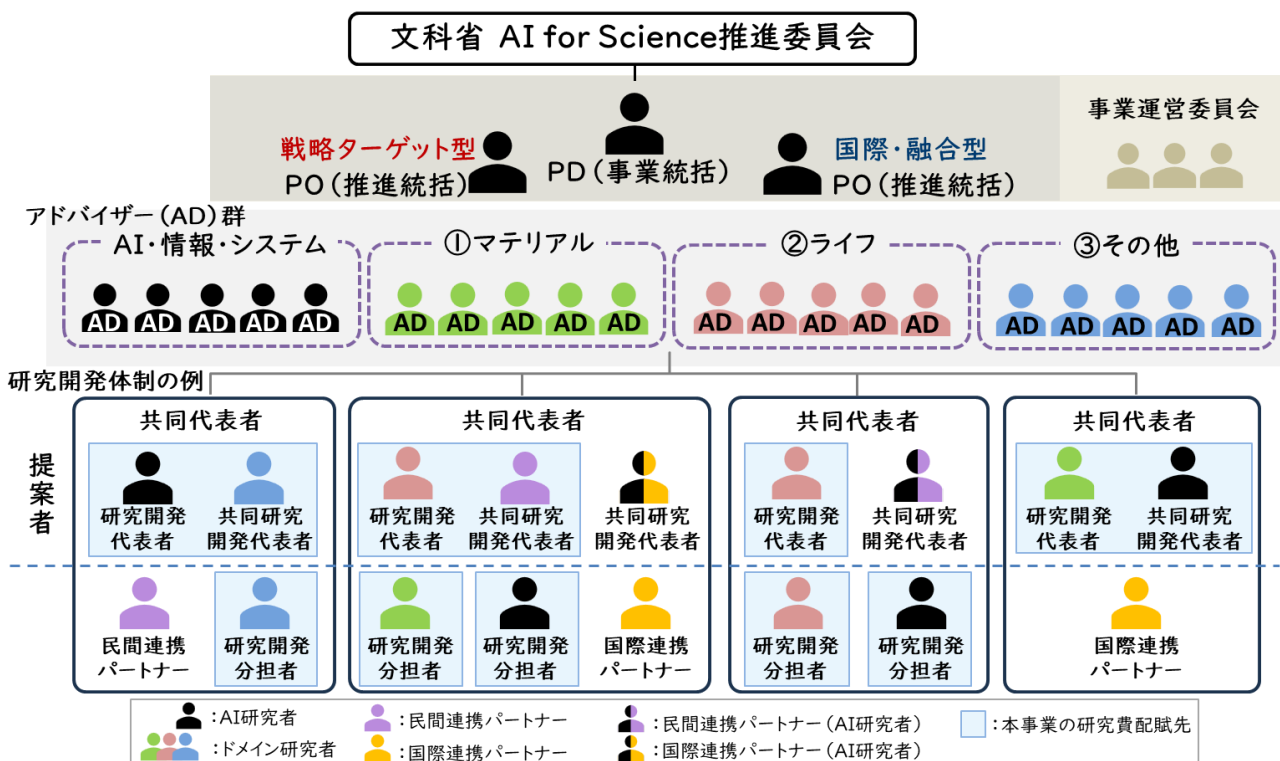 文科省 AI for Science推進委員会
事業運営委員会
戦略ターゲット型
PO(推進統括)
PD(事業統括)
国際・融合型
PO(推進統括)
アドバイザー(AD)群
AI・情報・システム
①マテリアル
②ライフ
③その他
AD AD AD AD AD
AD AD AD AD AD
AD AD AD AD AD
AD AD AD AD AD
研究開発体制の例
提案者
共同代表者
研究開発
代表者
共同研究
開発代表者
民間連携
パートナー
研究開発
分担者
共同代表者
研究開発
代表者
共同研究
開発代表者
共同研究
開発代表者
研究開発
分担者
研究開発
分担者
国際連携
パートナー
共同代表者
研究開発
代表者
共同研究
開発代表者
研究開発
分担者
研究開発
分担者
共同代表者
研究開発
代表者
共同研究
開発代表者
国際連携
パートナー
:AI研究者
:ドメイン研究者
:民間連携パートナー
:国際連携パートナー
:民間連携パートナー(AI研究者)
:国際連携パートナー(AI研究者)
:本事業の研究費配賦先